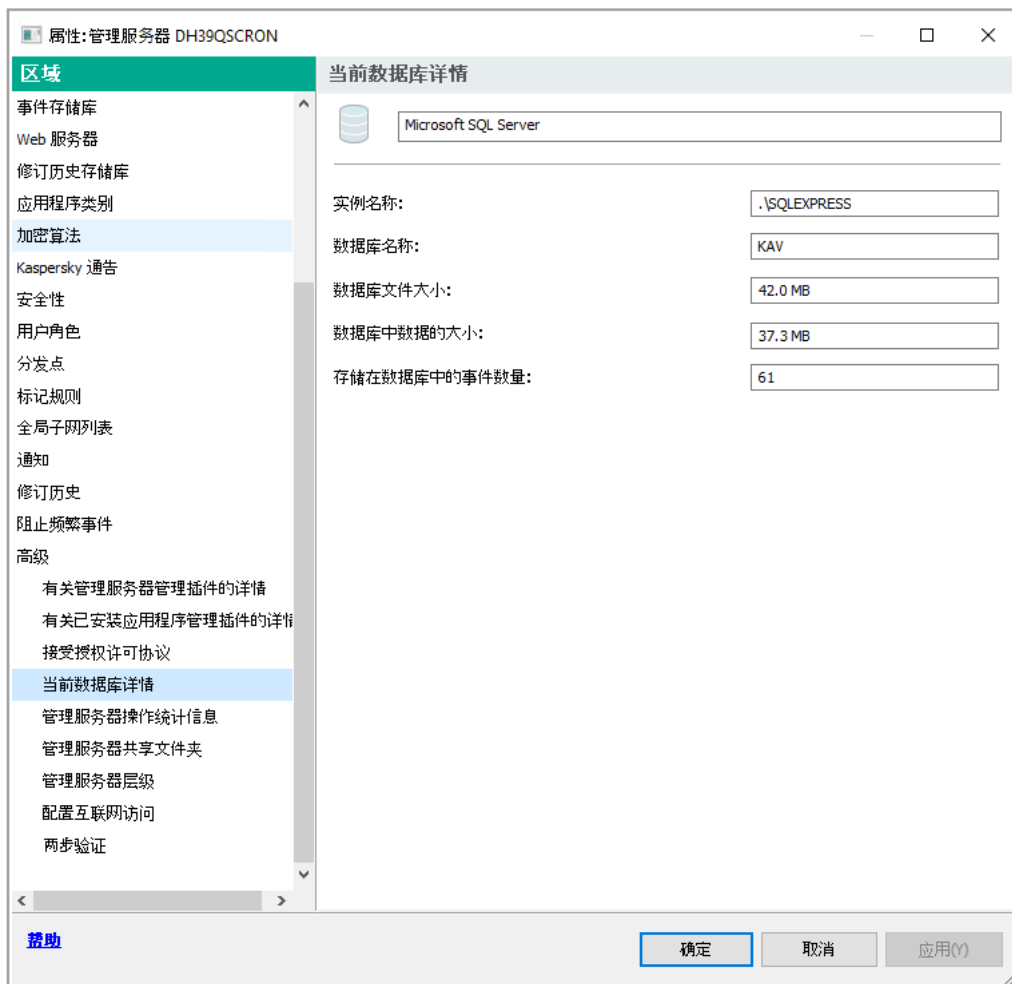 属性:管理服务器 DH39QSCRON
区域
事件存储库
Web 服务器
修订历史存储库
应用程序类别
加密算法
Kaspersky 通告
安全性
用户角色
分发点
标记规则
全局子网列表
通知
修订历史
阻止频繁事件
高级
有关管理服务器管理插件的详情
有关已安装应用程序管理插件的详情
接受授权许可协议
当前数据库详情
管理服务器操作统计信息
管理服务器共享文件夹
管理服务器层级
配置互联网访问
两步验证
当前数据库详情
Microsoft SQL Server
实例名称: .\SQLEXPRESS
数据库名称: KAV
数据库文件大小: 42.0 MB
数据库中数据的大小: 37.3 MB
存储在数据库中的事件数量: 61
帮助
确定 取消 应用(Y)